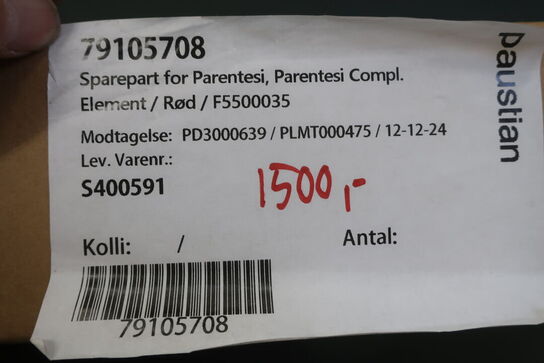 79105708
Sparepart for Parentesi, Parentesi Compl.
Element / Rød / F5500035
Modtagelse: PD3000639 / PLMT000475 / 12-12-24
Lev. Varenr.:
S400591
1500,-
Kolli: /
Antal:
79105708
paustian